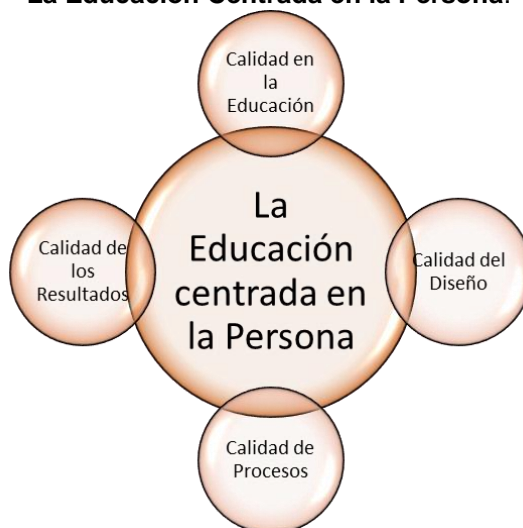 La Educación Centrada en la Persona.
Calidad en
la
Educación
La
Educación
centrada en
la Persona
Calidad de
los
Resultados
Calidad del
Diseño
Calidad de
Procesos